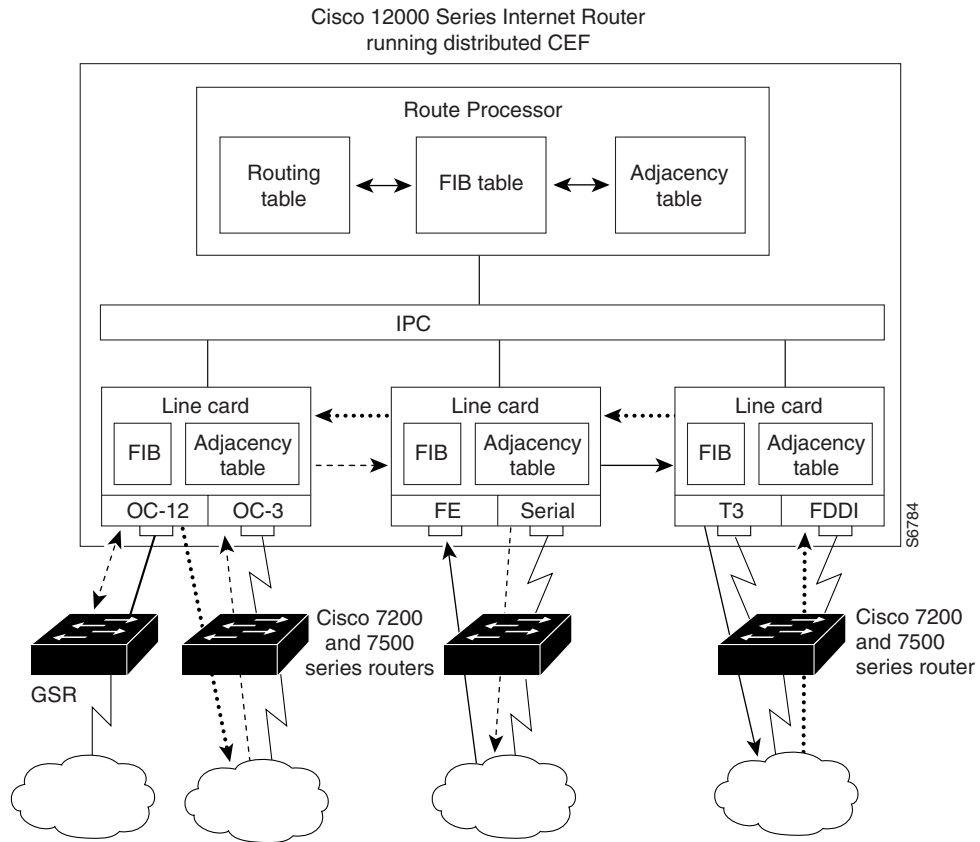 Cisco 12000 Series Internet Router
running distributed CEF
Route Processor
Routing
table
FIB table
Adjacency
table
IPC
Line card
FIB
Adjacency
table
OC-12
OC-3
Line card
FIB
Adjacency
table
FE
Serial
Line card
FIB
Adjacency
table
T3
FDDI
S6784
GSR
Cisco 7200
and 7500
series routers
Cisco 7200
and 7500
series router